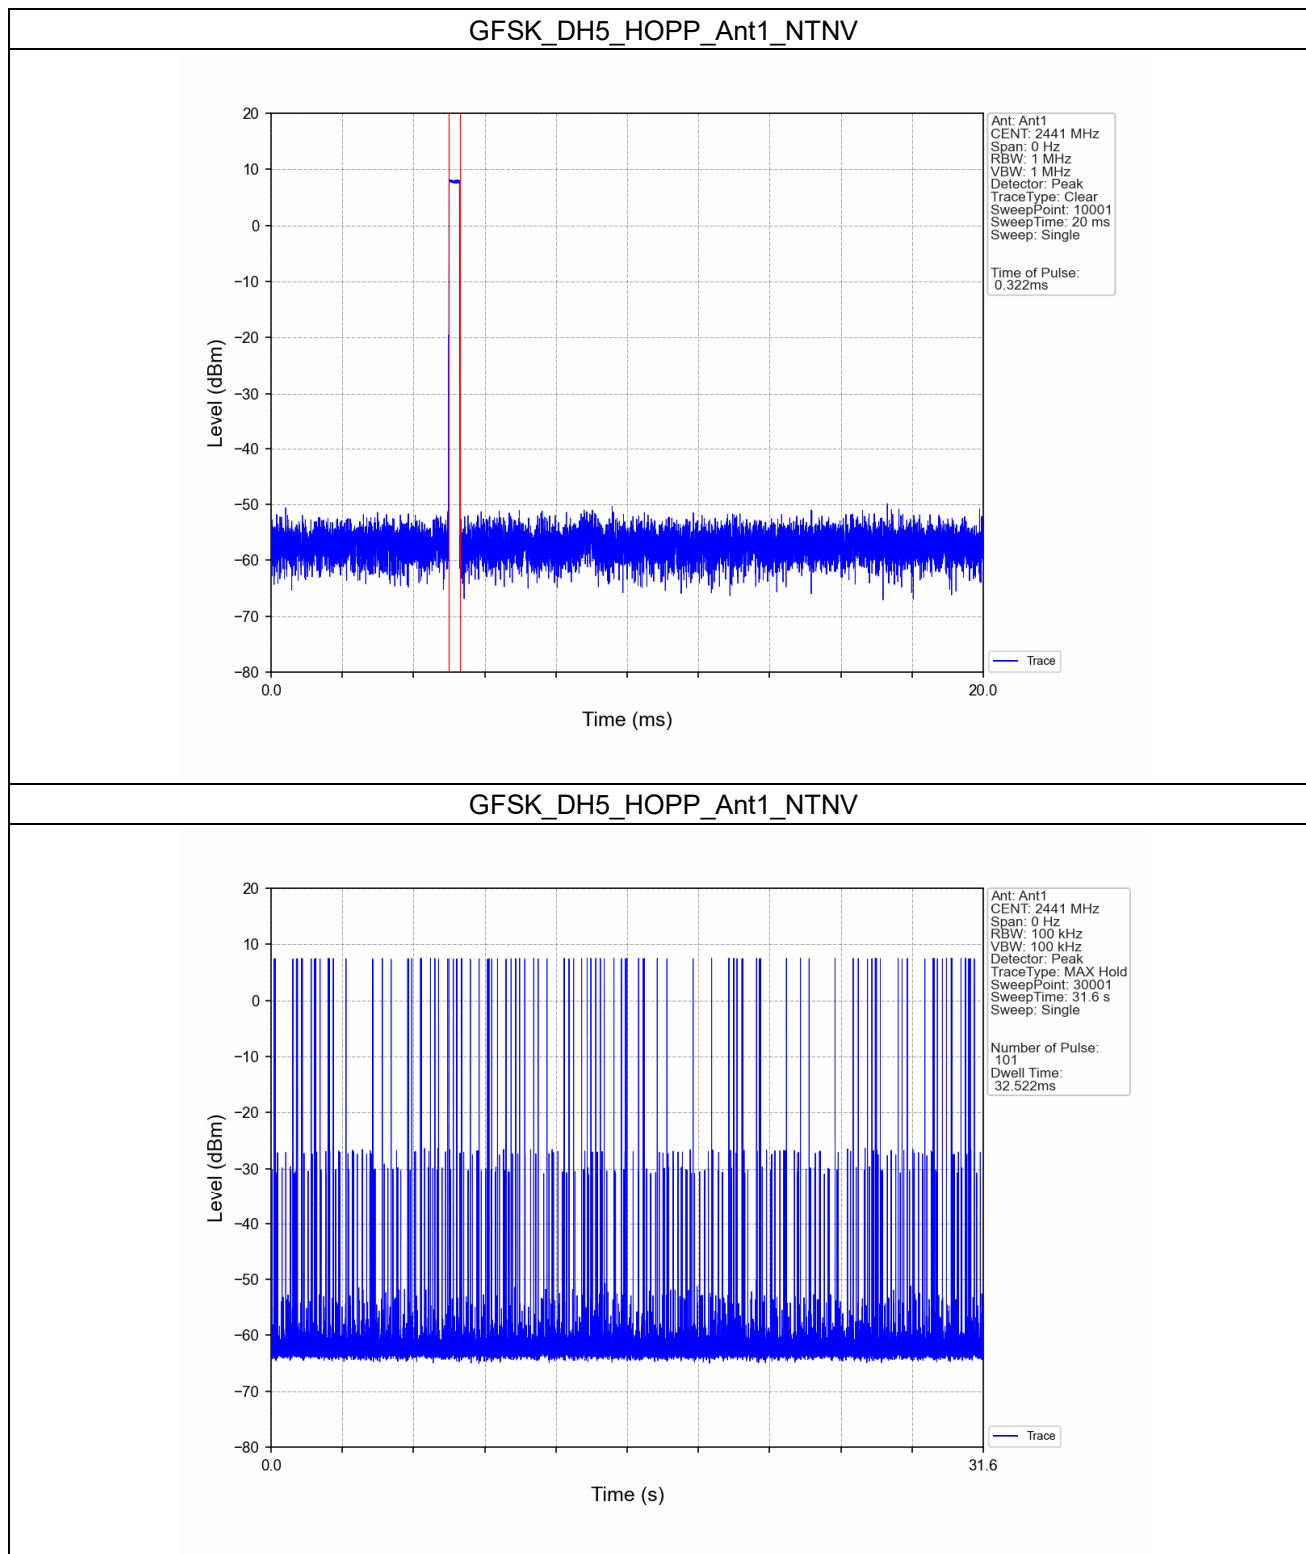 GFSK_DH5_HOPP_Ant1_NTNV
20
10
0
−10
−20
−30
−40
−50
−60
−70
−80
Level (dBm)
0.0
20.0
Time (ms)
Ant: Ant1
CENT: 2441 MHz
Span: 0 Hz
RBW: 1 MHz
VBW: 1 MHz
Detector: Peak
TraceType: Clear
SweepPoint: 10001
SweepTime: 20 ms
Sweep: Single
Time of Pulse:
0.322ms
Trace
GFSK_DH5_HOPP_Ant1_NTNV
20
10
0
−10
−20
−30
−40
−50
−60
−70
−80
Level (dBm)
0.0
31.6
Time (s)
Ant: Ant1
CENT: 2441 MHz
Span: 0 Hz
RBW: 100 kHz
VBW: 100 kHz
Detector: Peak
TraceType: MAX Hold
SweepPoint: 30001
SweepTime: 31.6 s
Sweep: Single
Number of Pulse:
101
Dwell Time:
32.522ms
Trace